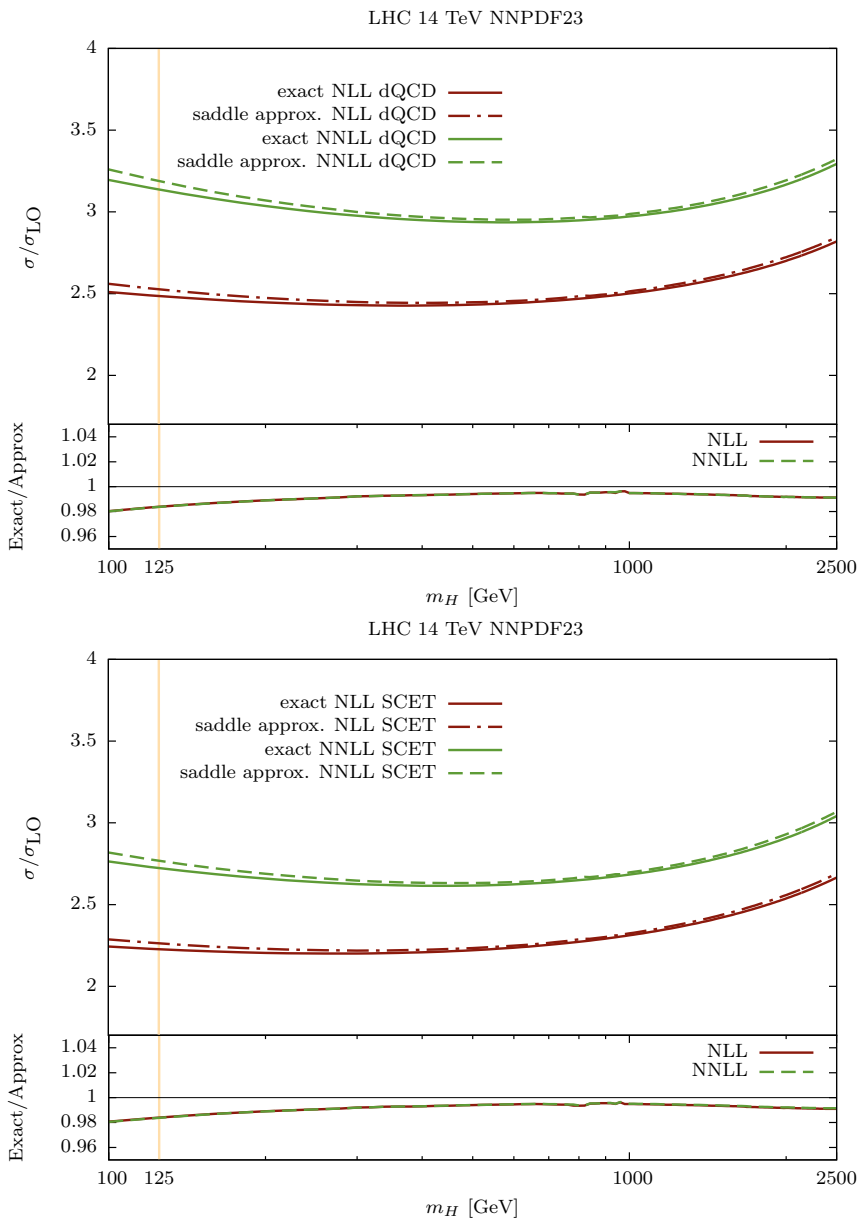 LHC 14 TeV NNPDF23
4
3.5
3
2.5
2
σ/σLO
exact NLL dQCD
saddle approx. NLL dQCD
exact NNLL dQCD
saddle approx. NNLL dQCD
1.04
1.02
1
0.98
0.96
Exact/Approx
NLL
NNLL
100 125 1000 2500
mH [GeV]
LHC 14 TeV NNPDF23
4
3.5
3
2.5
2
σ/σLO
exact NLL SCET
saddle approx. NLL SCET
exact NNLL SCET
saddle approx. NNLL SCET
1.04
1.02
1
0.98
0.96
Exact/Approx
NLL
NNLL
100 125 1000 2500
mH [GeV]